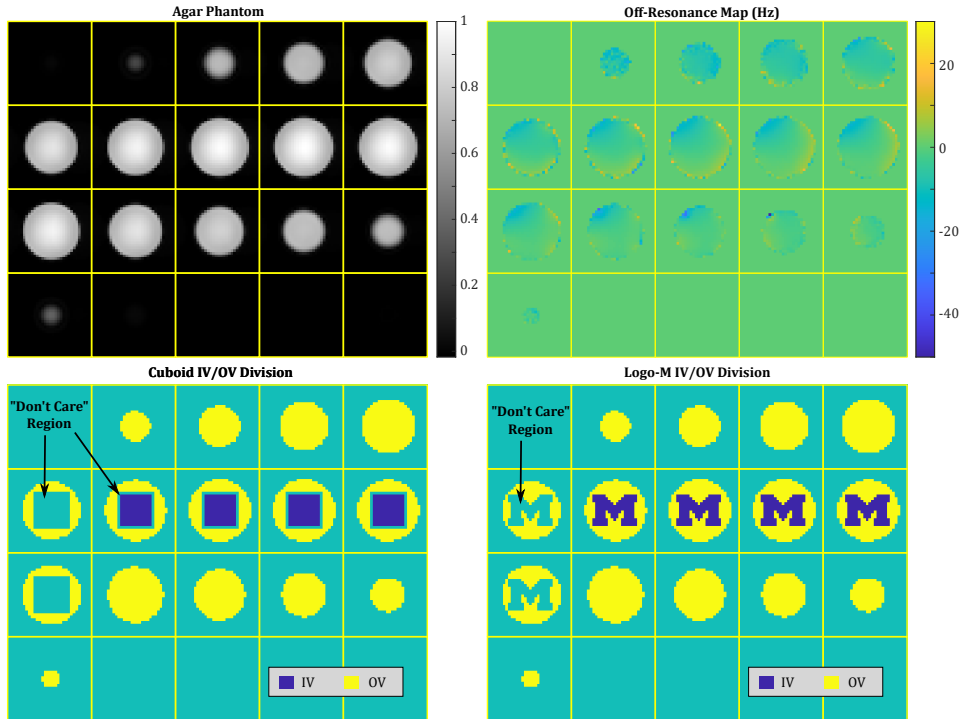 Agar Phantom
1
0.8
0.6
0.4
0.2
0
Off-Resonance Map (Hz)
20
0
-20
-40
Cuboid IV/OV Division
"Don't Care"
Region
IV
OV
Logo-M IV/OV Division
"Don't Care"
Region
M M M M M
M
IV
OV